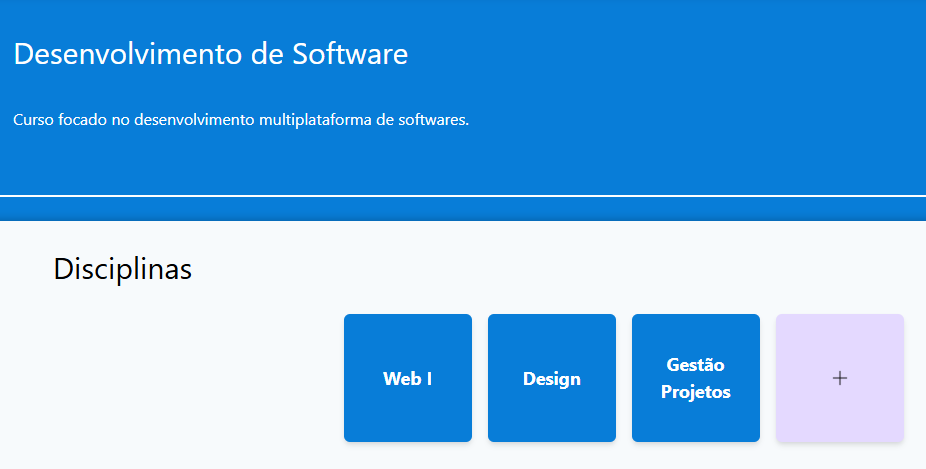 Desenvolvimento de Software
Curso focado no desenvolvimento multiplataforma de softwares.
Disciplinas
Web I
Design
Gestão
Projetos
+